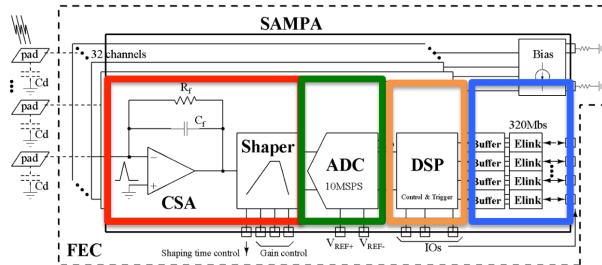 SAMPA
pad
32 channels
Bias
Cd
pad
Rf
Cf
Shaper
ADC
10MSPS
DSP
Control & Trigger
320Mbs
Buffer Elink
Buffer Elink
Buffer Elink
Buffer Elink
Cd
pad
CSA
Cd
FEC
Shaping time control
Gain control
VREF+
VREF-
IOs